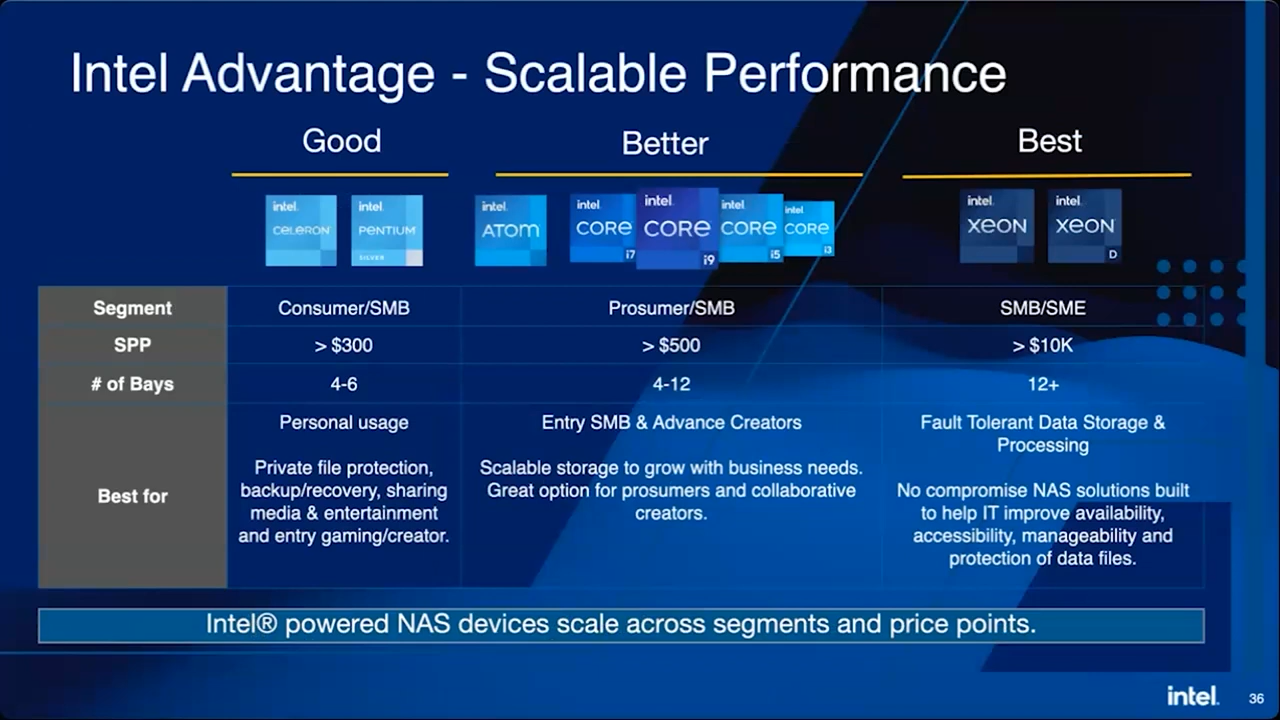 Intel Advantage - Scalable Performance
Good
Better
Best
intel.
CELERON
intel.
PENTIUM
SILVER
intel.
ATOM
intel.
CORE
i7
intel.
CORE
i9
intel.
CORE
i5
intel.
CORE
i3
intel.
XEON
intel.
XEON
D
Segment
Consumer/SMB
Prosumer/SMB
SMB/SME
SPP
> $300
> $500
> $10K
# of Bays
4-6
4-12
12+
Best for
Personal usage
Private file protection,
backup/recovery, sharing
media & entertainment
and entry gaming/creator.
Entry SMB & Advance Creators
Scalable storage to grow with business needs.
Great option for prosumers and collaborative
creators.
Fault Tolerant Data Storage &
Processing
No compromise NAS solutions built
to help IT improve availability,
accessibility, manageability and
protection of data files.
Intel® powered NAS devices scale across segments and price points.
intel.
36